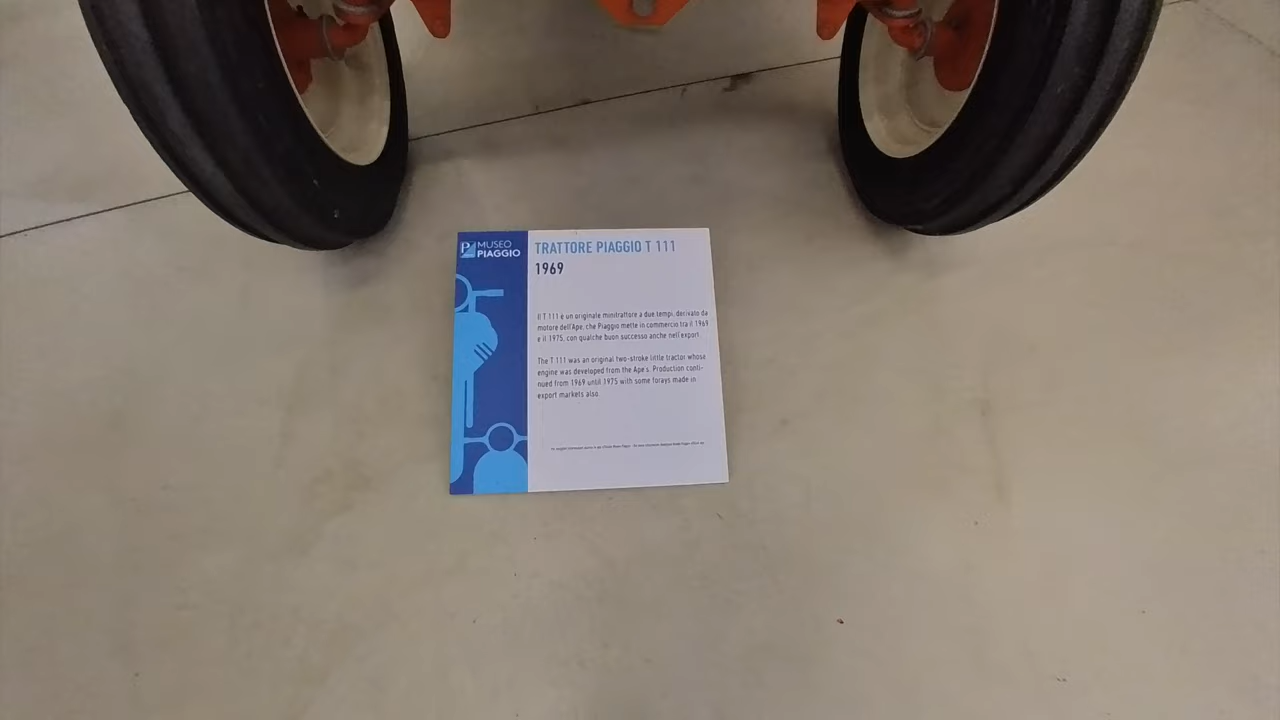 MUSEO
PIAGGIO
TRATTORE PIAGGIO T 111
1969
Il T 111 è un originale minitrattore a due tempi, derivato da
motore dell'Ape, che Piaggio mette in commercio tra il 1969
e il 1975, con qualche buon successo anche nell'export.
The T 111 was an original two-stroke little tractor whose
engine was developed from the Ape's. Production conti-
nued from 1969 until 1975 with some forays made in
export markets also.